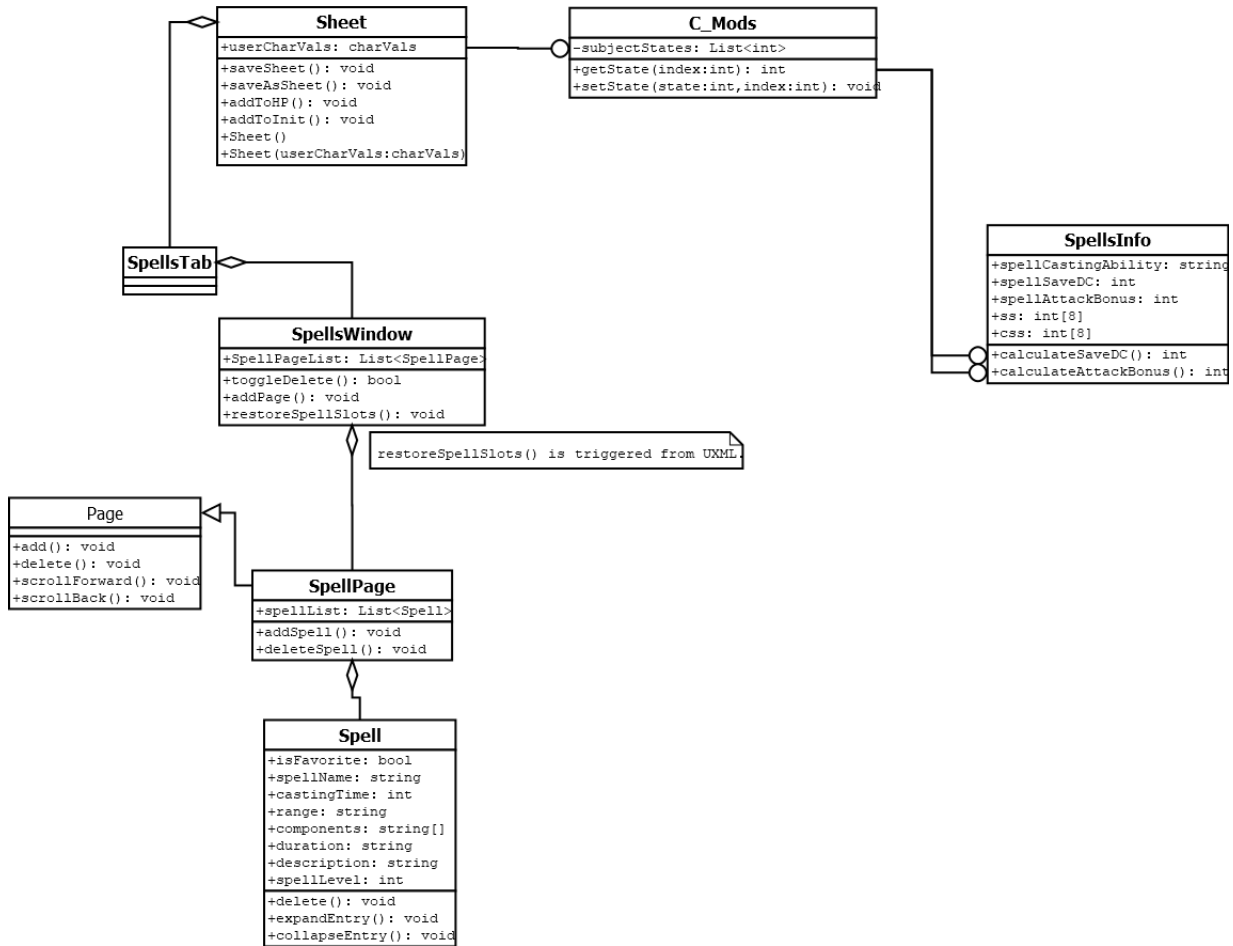 Sheet
+userCharVals: charVals
+saveSheet(): void
+saveAsSheet(): void
+addToHP(): void
+addToInit(): void
+Sheet()
+Sheet(userCharVals:charVals)
C_Mods
-subjectStates: List<int>
+getState(index:int): int
+setState(state:int,index:int): void
SpellsInfo
+spellCastingAbility: string
+spellSaveDC: int
+spellAttackBonus: int
+ss: int[8]
+css: int[8]
+calculateSaveDC(): int
+calculateAttackBonus(): int
SpellsTab
SpellsWindow
+SpellPageList: List<SpellPage>
+toggleDelete(): bool
+addPage(): void
+restoreSpellSlots(): void
restoreSpellSlots() is triggered from UXML.
Page
+add(): void
+delete(): void
+scrollForward(): void
+scrollBack(): void
SpellPage
+spellList: List<Spell>
+addSpell(): void
+deleteSpell(): void
Spell
+isFavorite: bool
+spellName: string
+castingTime: int
+range: string
+components: string[]
+duration: string
+description: string
+spellLevel: int
+delete(): void
+expandEntry(): void
+collapseEntry(): void